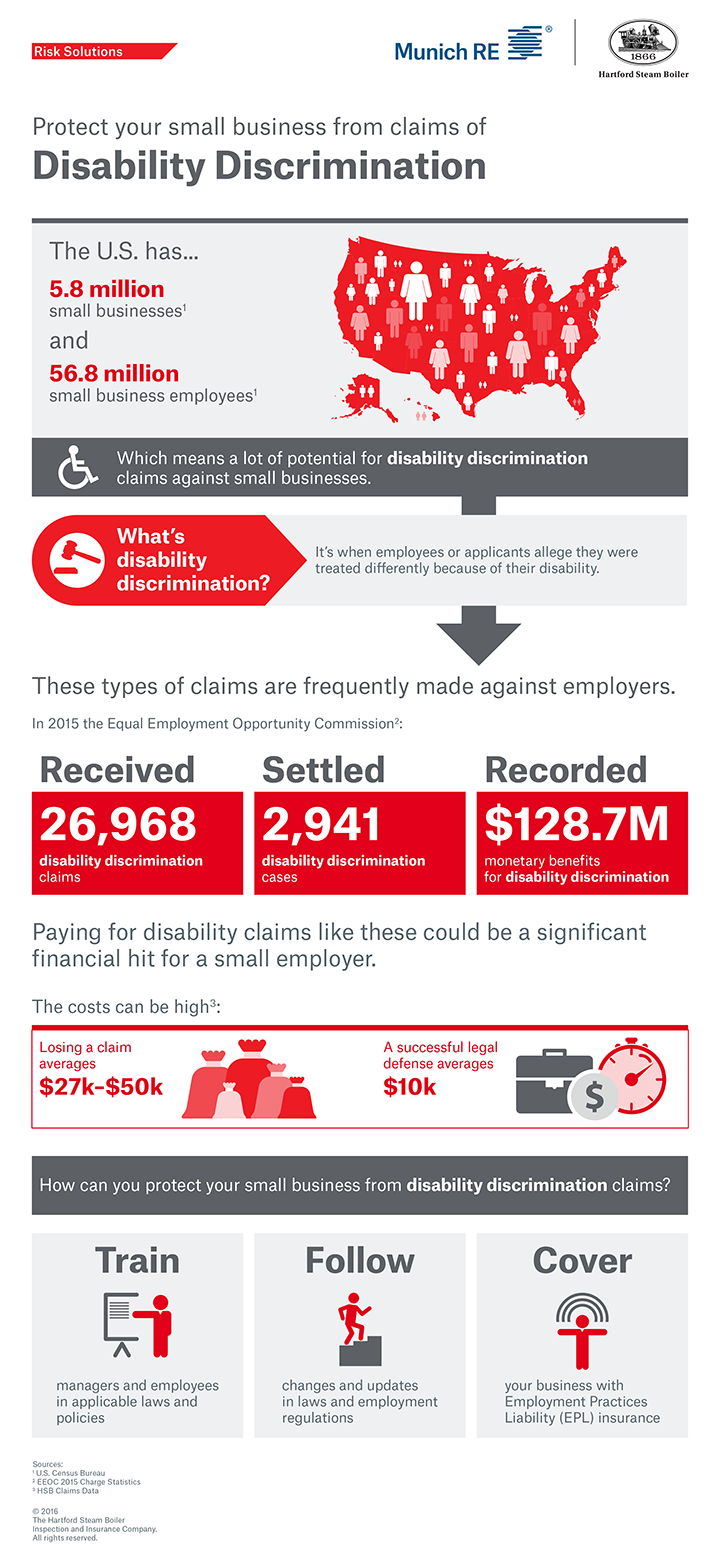 Risk Solutions
Munich RE
®
1866
Hartford Steam Boiler
Protect your small business from claims of
Disability Discrimination
The U.S. has...
5.8 million
small businesses¹
and
56.8 million
small business employees¹
Which means a lot of potential for disability discrimination
claims against small businesses.
What's
disability
discrimination?
It's when employees or applicants allege they were
treated differently because of their disability.
These types of claims are frequently made against employers.
In 2015 the Equal Employment Opportunity Commission²:
Received
26,968
disability discrimination
claims
Settled
2,941
disability discrimination
cases
Recorded
$128.7M
monetary benefits
for disability discrimination
Paying for disability claims like these could be a significant
financial hit for a small employer.
The costs can be high³:
Losing a claim
averages
$27k-$50k
A successful legal
defense averages
$10k
$
How can you protect your small business from disability discrimination claims?
Train
managers and employees
in applicable laws and
policies
Follow
changes and updates
in laws and employment
regulations
Cover
your business with
Employment Practices
Liability (EPL) insurance
Sources:
¹ U.S. Census Bureau
² EEOC 2015 Charge Statistics
³ HSB Claims Data
© 2016
The Hartford Steam Boiler
Inspection and Insurance Company.
All rights reserved.